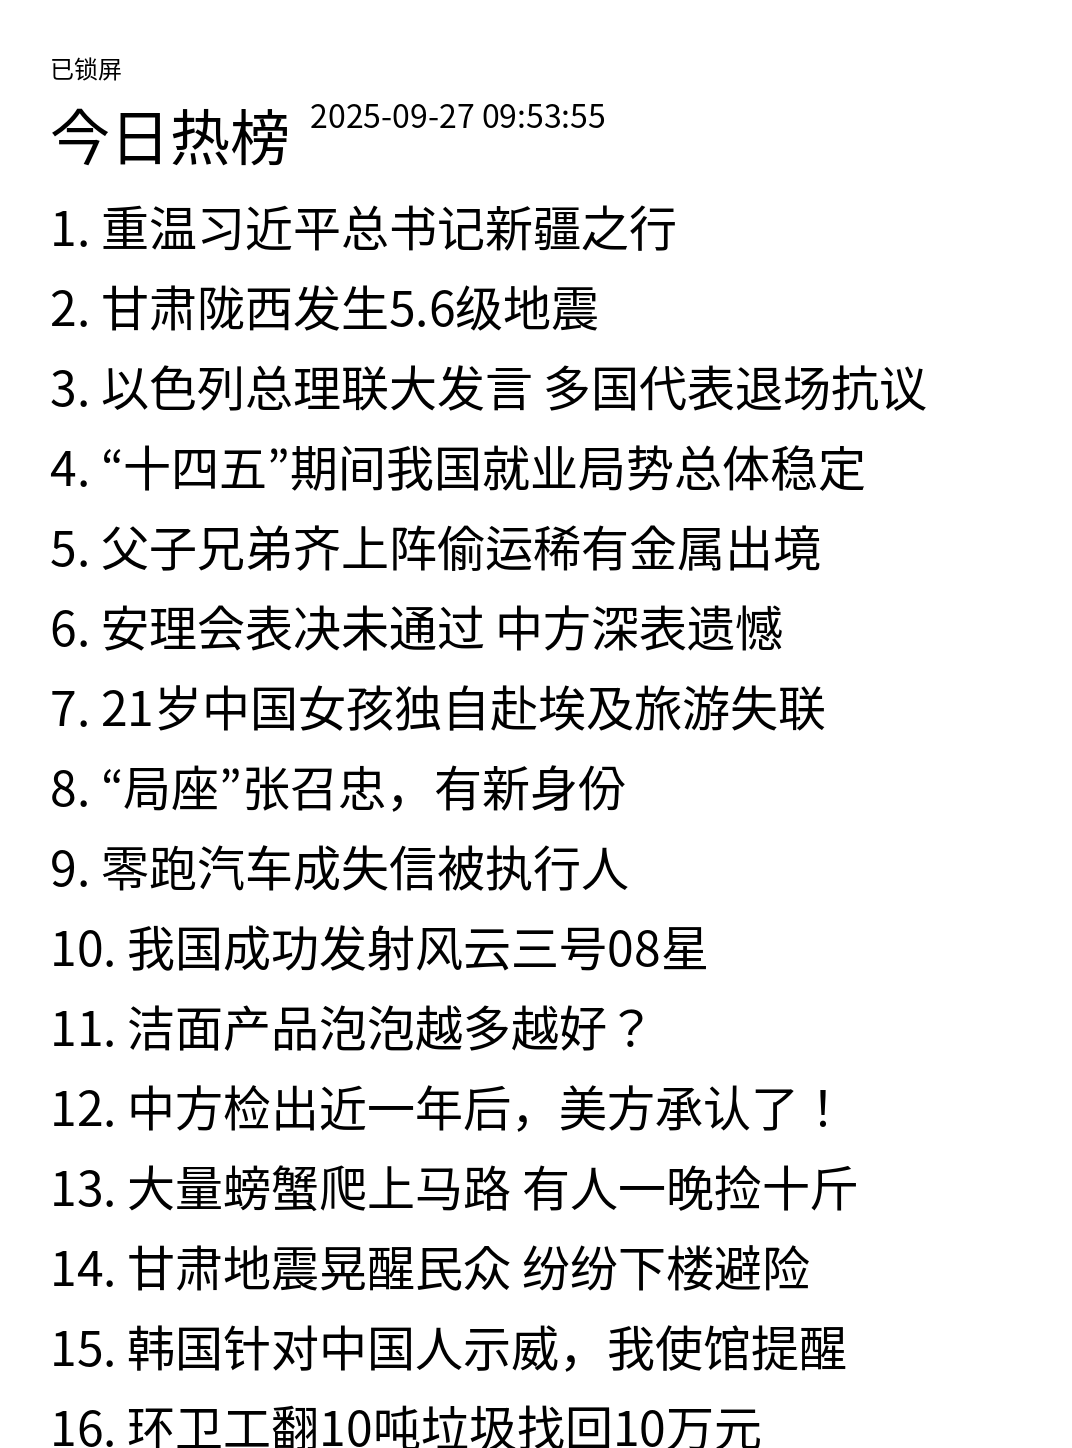 已锁屏
今日热榜 2025-09-27 09:53:55
1. 重温习近平总书记新疆之行
2. 甘肃陇西发生5.6级地震
3. 以色列总理联大发言 多国代表退场抗议
4. “十四五”期间我国就业局势总体稳定
5. 父子兄弟齐上阵偷运稀有金属出境
6. 安理会表决未通过 中方深表遗憾
7. 21岁中国女孩独自赴埃及旅游失联
8. “局座”张召忠，有新身份
9. 零跑汽车成失信被执行人
10. 我国成功发射风云三号08星
11. 洁面产品泡泡越多越好？
12. 中方检出近一年后，美方承认了！
13. 大量螃蟹爬上马路 有人一晚捡十斤
14. 甘肃地震晃醒民众 纷纷下楼避险
15. 韩国针对中国人示威，我使馆提醒
16. 环卫工翻10吨垃圾找回10万元